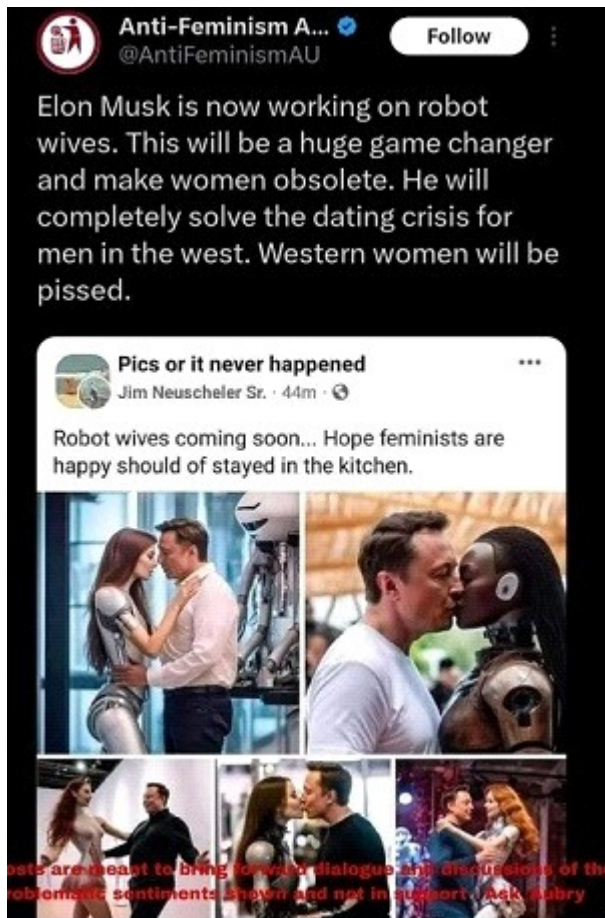 Anti-Feminism A...
Follow
@AntiFeminismAU
Elon Musk is now working on robot
wives. This will be a huge game changer
and make women obsolete. He will
completely solve the dating crisis for
men in the west. Western women will be
pissed.
Pics or it never happened
Jim Neuscheler Sr. · 44m ·
Robot wives coming soon... Hope feminists are
happy should of stayed in the kitchen.
osts are meant to bring forward dialogue and discussions of th
roblematic sentiments shown and not in support. Ask Aubry